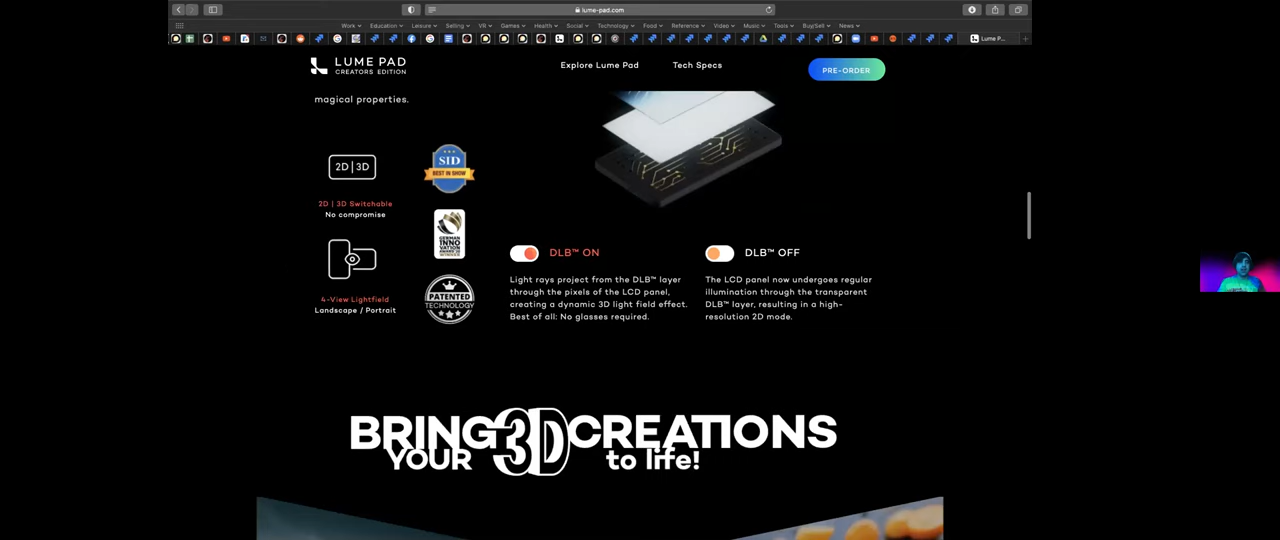 lume-pad.com
Work
Education
Leisure
Selling
VR
Games
Health
Social
Technology
Food
Reference
Video
Music
Tools
Buy/Sell
News
Lume P...
LUME PAD
CREATORS EDITION
Explore Lume Pad
Tech Specs
PRE-ORDER
magical properties.
2D|3D
SID
BEST IN SHOW
2D | 3D Switchable
No compromise
GERMAN
INNO
VATION
AWARD
WINNER
DLB™ ON
DLB™ OFF
Light rays project from the DLB™ layer
through the pixels of the LCD panel,
creating a dynamic 3D light field effect.
Best of all: No glasses required.
The LCD panel now undergoes regular
illumination through the transparent
DLB™ layer, resulting in a high-
resolution 2D mode.
4-View Lightfield
Landscape / Portrait
PATENTED
TECHNOLOGY
BRING 3D CREATIONS
YOUR to life!